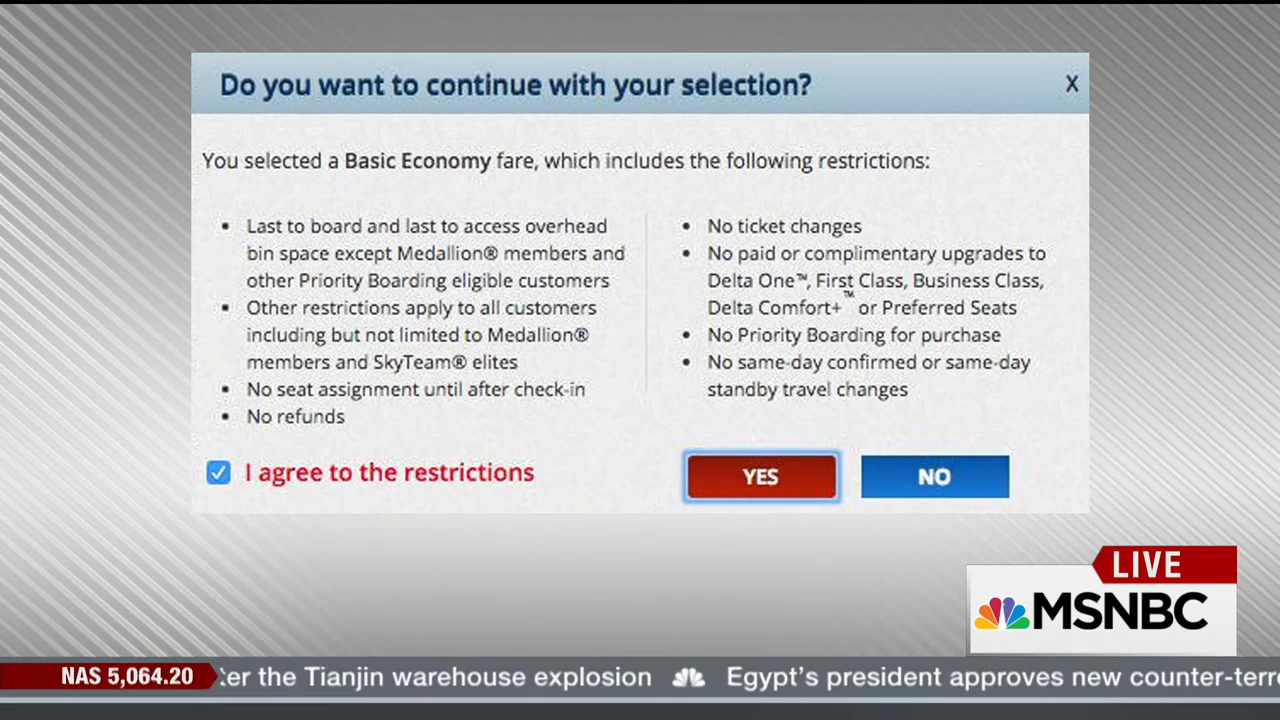 Do you want to continue with your selection?
X
You selected a Basic Economy fare, which includes the following restrictions:
• Last to board and last to access overhead
bin space except Medallion® members and
other Priority Boarding eligible customers
• Other restrictions apply to all customers
including but not limited to Medallion®
members and SkyTeam® elites
• No seat assignment until after check-in
• No refunds
• No ticket changes
• No paid or complimentary upgrades to
Delta One™, First Class, Business Class,
Delta Comfort+™ or Preferred Seats
• No Priority Boarding for purchase
• No same-day confirmed or same-day
standby travel changes
I agree to the restrictions
YES
NO
LIVE
MSNBC
NAS 5,064.20
ter the Tianjin warehouse explosion
Egypt's president approves new counter-terro